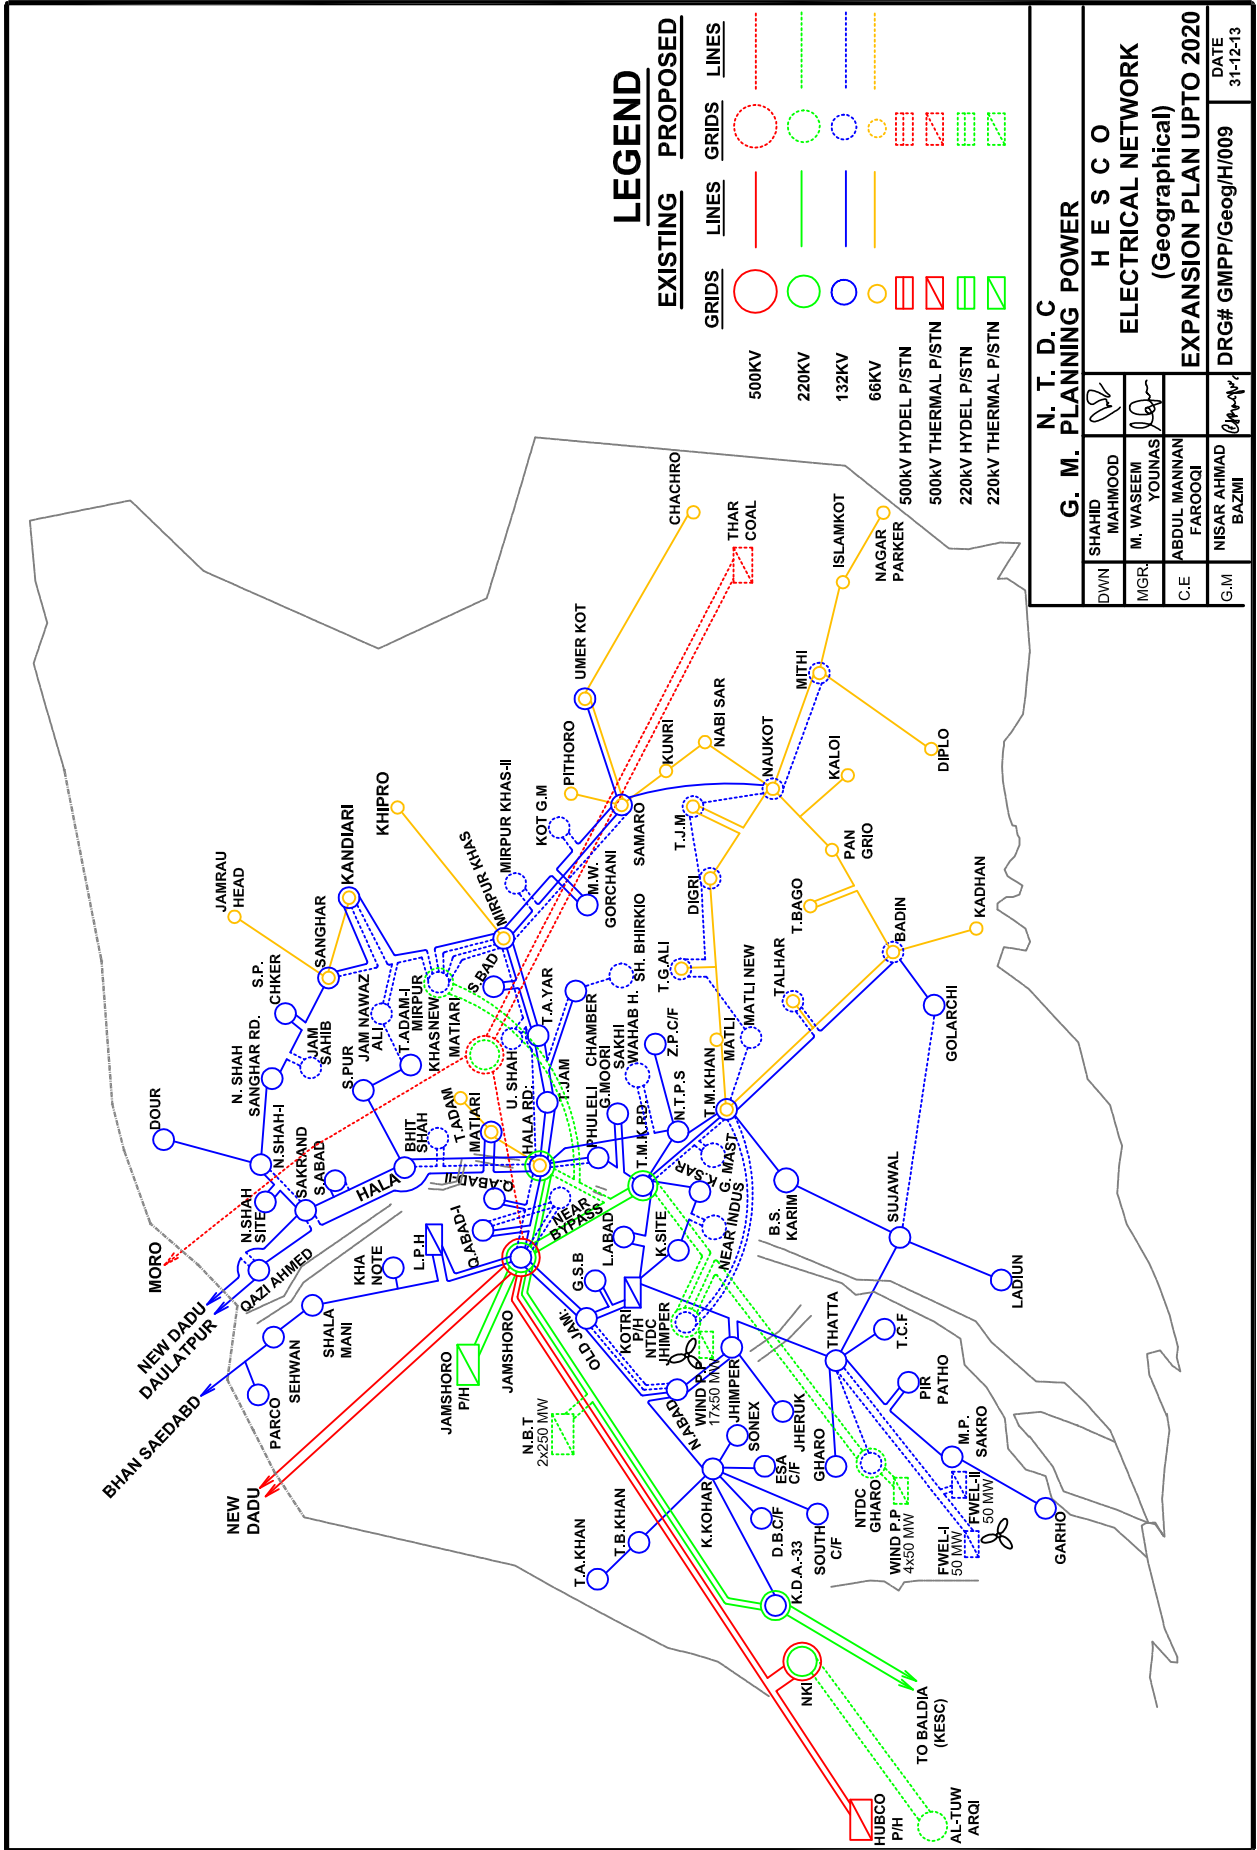 LEGEND
EXISTING
PROPOSED
GRIDS
LINES
GRIDS
LINES
500KV
220KV
132KV
66KV
500kV HYDEL P/STN
500kV THERMAL P/STN
220kV HYDEL P/STN
220kV THERMAL P/STN
N. T. D. C
G. M. PLANNING POWER
DWN
SHAHID
MAHMOOD
MGR.
M. WASEEM
YOUNAS
C.E
ABDUL MANNAN
FAROOQI
G.M
NISAR AHMAD
BAZMI
H E S C O
ELECTRICAL NETWORK
(Geographical)
EXPANSION PLAN UPTO 2020
DRG# GMPP/Geog/H/009
DATE
31-12-13
DOUR
MORO
NEW DADU
DAULATPUR
BHAN SAEDABD
NEW
DADU
PARCO
SEHWAN
SHALA
MANI
KHA
NOTE
L.P.H
QAZI AHMED
N.SHAH
SITE
SAKRAND
S.ABAD
N.SHAH-I
N. SHAH
SANGHAR RD.
S.P.
CHKER
JAM
SAHIB
JAMRAU
HEAD
SANGHAR
KANDIARI
KHIPRO
S.PUR
JAM NAWAZ
ALI
T.ADAM-I
MIRPUR
KHASNEW
MATIARI
HALA
BHIT
SHAH
T.ADAM
MATIARI
U. SHAH
HALA RD.
S.BAD
MIRPUR KHAS
MIRPUR KHAS-II
KOT G.M
PITHORO
UMER KOT
CHACHRO
THAR
COAL
KUNRI
NABI SAR
SAMARO
M.W.
GORCHANI
T.A.YAR
T.JAM
CHAMBER
SH. BHIRKIO
PHULELI
G.MOORI
SAKHI
WAHAB H.
Z.P.C/F
N.T.P.S
T.M.K.RD.
T.M.KHAN
MATLI
MATLI NEW
T.G.ALI
DIGRI
T.J.M
NAUKOT
MITHI
ISLAMKOT
NAGAR
PARKER
DIPLO
KALOI
PAN
GRIO
T.BAGO
TALHAR
BADIN
KADHAN
GOLARCHI
Q.ABAD-II
Q.ABAD-I
NEAR
BYPASS
JAMSHORO
JAMSHORO
P/H
N.B.T
2x250 MW
OLD JAM:
G.S.B
L.ABAD
K.SITE
K.SAR
G. MAST
NEAR INDUS
B.S.
KARIM
SUJAWAL
LADIUN
KOTRI
P/H
NTDC
JHIMPER
WIND P.P
17x50 MW
JHIMPER
N.ABAD
SONEX
JHERUK
ESA
C/F
GHARO
THATTA
T.C.F
PIR
PATHO
M.P.
SAKRO
GARHO
K.KOHAR
T.B.KHAN
T.A.KHAN
D.B.C/F
SOUTH
C/F
K.D.A.-33
NTDC
GHARO
WIND P.P
4x50 MW
FWEL-I
50 MW
FWEL-II
50 MW
NKI
TO BALDIA
(KESC)
HUBCO
P/H
AL-TUW
ARQI